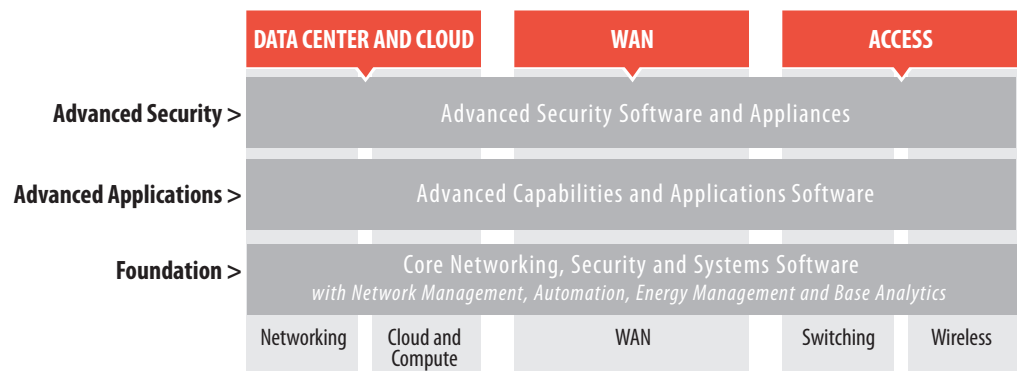 DATA CENTER AND CLOUD
WAN
ACCESS
Advanced Security >
Advanced Security Software and Appliances
Advanced Applications >
Advanced Capabilities and Applications Software
Foundation >
Core Networking, Security and Systems Software
with Network Management, Automation, Energy Management and Base Analytics
Networking
Cloud and
Compute
WAN
Switching
Wireless